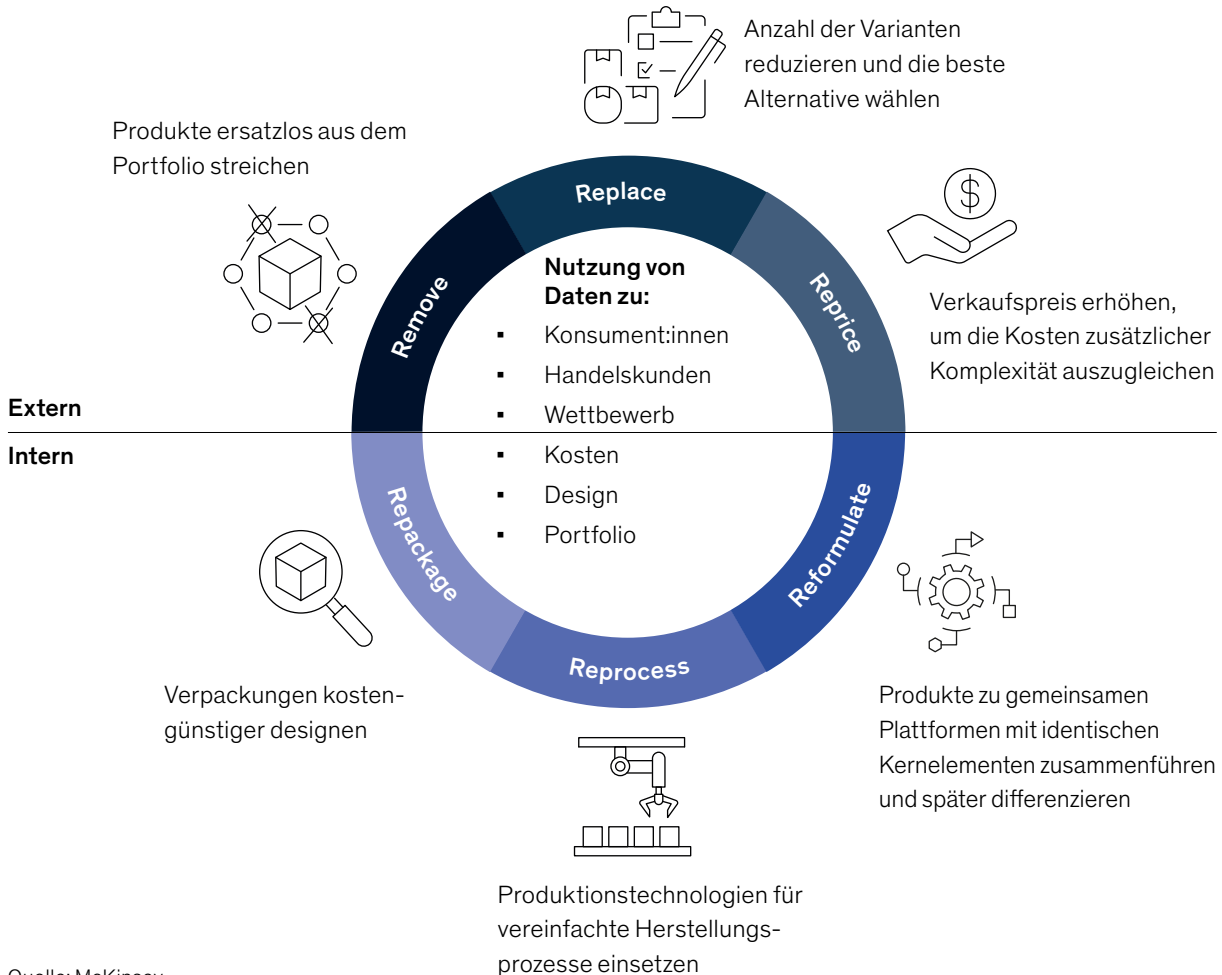 Anzahl der Varianten
reduzieren und die beste
Alternative wählen
Produkte ersatzlos aus dem
Portfolio streichen
Replace
$
Remove
Reprice
Nutzung von
Daten zu:
▪ Konsument:innen
▪ Handelskunden
▪ Wettbewerb
▪ Kosten
▪ Design
▪ Portfolio
Verkaufspreis erhöhen,
um die Kosten zusätzlicher
Komplexität auszugleichen
Extern
Intern
Repackage
Reformulate
Reprocess
Verpackungen kosten-
günstiger designen
Produkte zu gemeinsamen
Plattformen mit identischen
Kernelementen zusammenführen
und später differenzieren
Produktionstechnologien für
vereinfachte Herstellungs-
prozesse einsetzen
Quelle: McKinsey